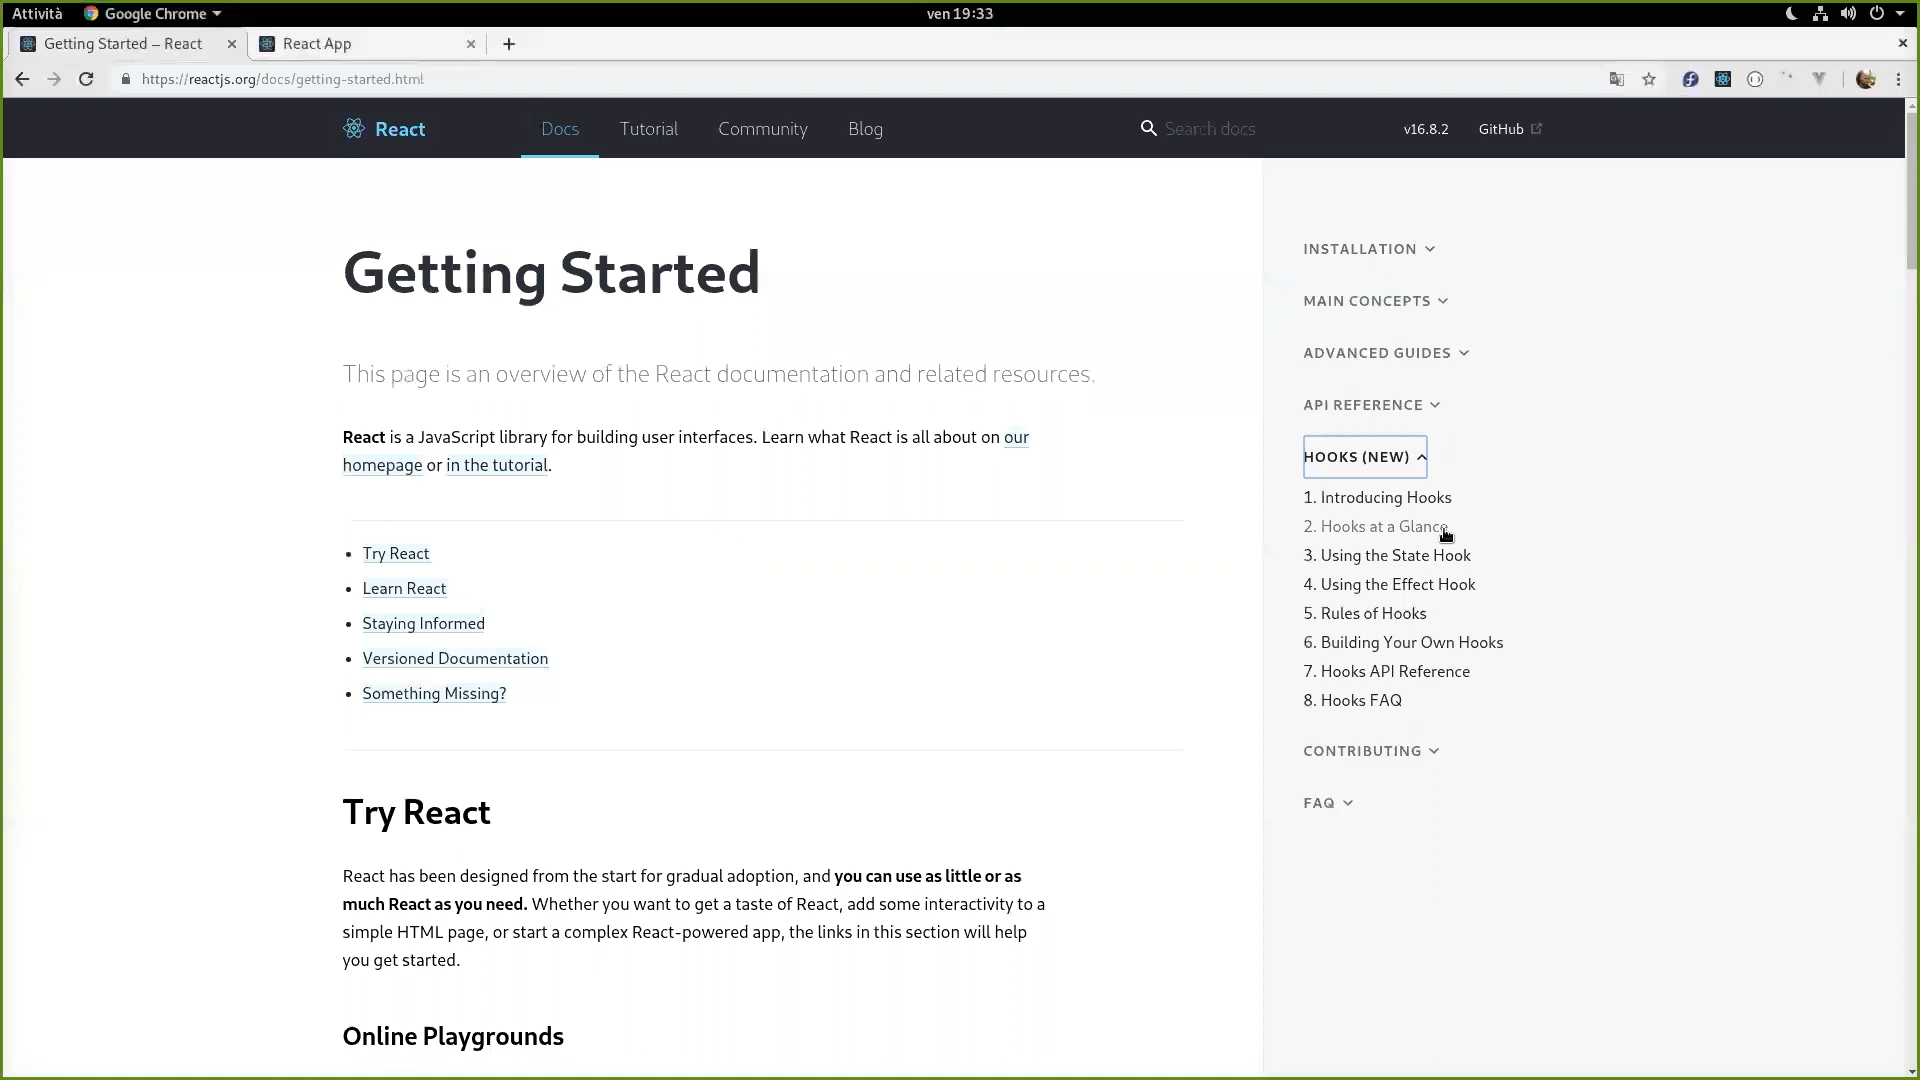 Attività
Google Chrome
ven 19:33
Getting Started – React
React App
https://reactjs.org/docs/getting-started.html
React
Docs
Tutorial
Community
Blog
Search docs
v16.8.2
GitHub
Getting Started
This page is an overview of the React documentation and related resources.
React is a JavaScript library for building user interfaces. Learn what React is all about on our
homepage or in the tutorial.
• Try React
• Learn React
• Staying Informed
• Versioned Documentation
• Something Missing?
Try React
React has been designed from the start for gradual adoption, and you can use as little or as
much React as you need. Whether you want to get a taste of React, add some interactivity to a
simple HTML page, or start a complex React-powered app, the links in this section will help
you get started.
Online Playgrounds
INSTALLATION
MAIN CONCEPTS
ADVANCED GUIDES
API REFERENCE
HOOKS (NEW)
1. Introducing Hooks
2. Hooks at a Glance
3. Using the State Hook
4. Using the Effect Hook
5. Rules of Hooks
6. Building Your Own Hooks
7. Hooks API Reference
8. Hooks FAQ
CONTRIBUTING
FAQ